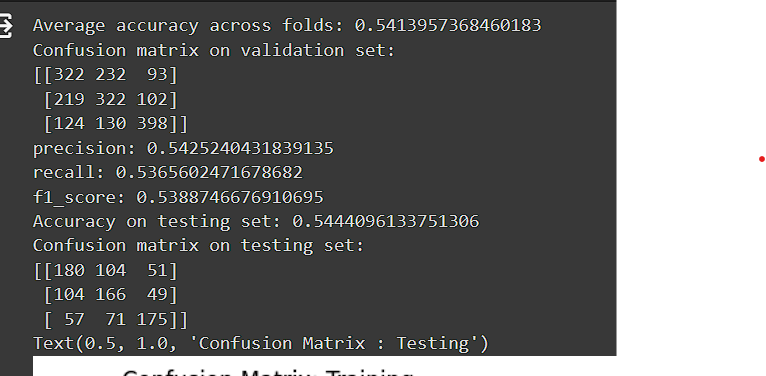 Average accuracy across folds: 0.5413957368460183
Confusion matrix on validation set:
[[322 232  93]
 [219 322 102]
 [124 130 398]]
precision: 0.5425240431839135
recall: 0.5365602471678682
f1_score: 0.5388746676910695
Accuracy on testing set: 0.5444096133751306
Confusion matrix on testing set:
[[180 104  51]
 [104 166  49]
 [ 57  71 175]]
Text(0.5, 1.0, 'Confusion Matrix : Testing')
Confusion Matrix: Training